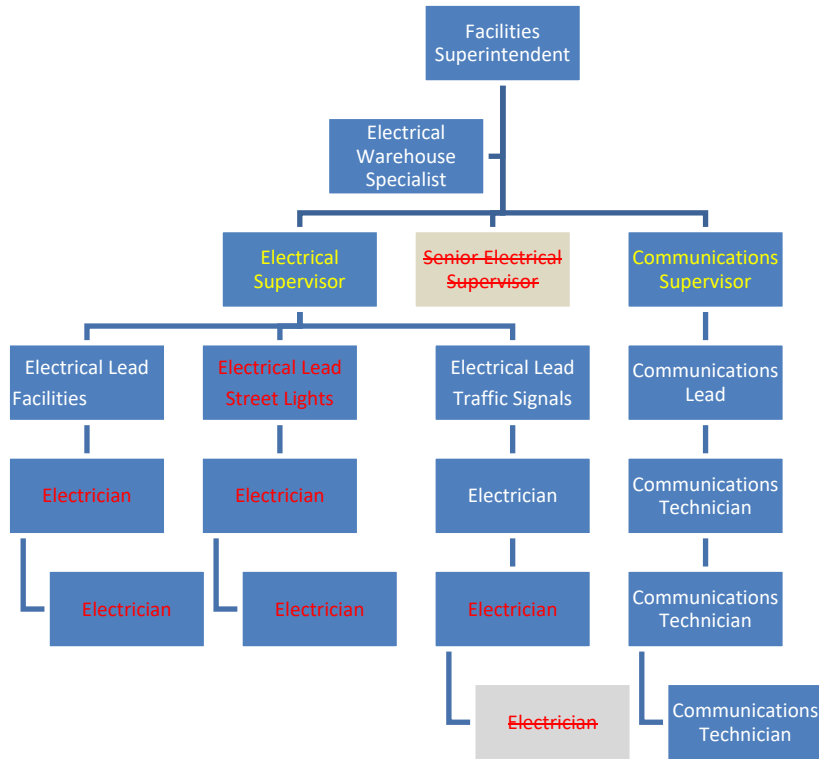 Facilities
Superintendent
Electrical
Warehouse
Specialist
Electrical
Supervisor
Senior Electrical
Supervisor
Communications
Supervisor
Electrical Lead
Facilities
Electrical Lead
Street Lights
Electrical Lead
Traffic Signals
Communications
Lead
Electrician
Electrician
Electrician
Communications
Technician
Electrician
Electrician
Electrician
Communications
Technician
Electrician
Communications
Technician